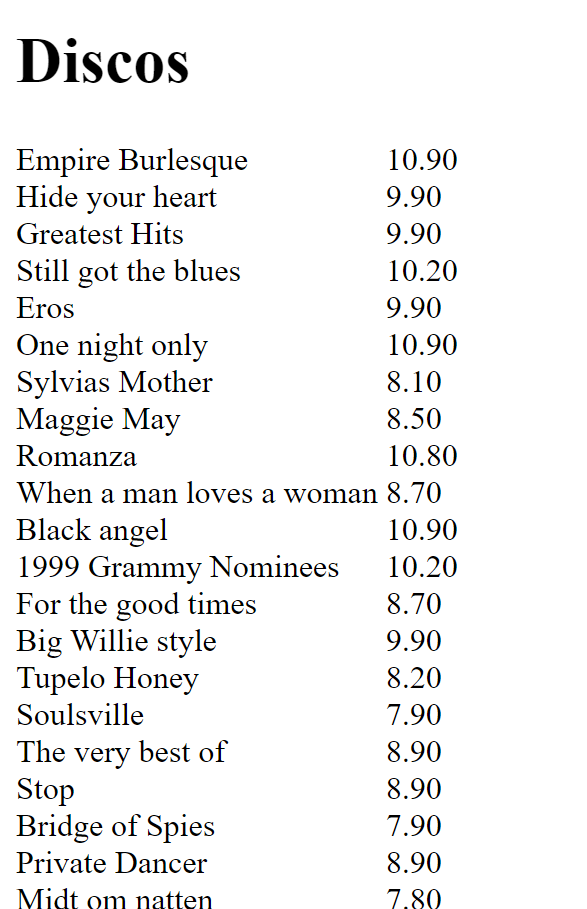 Discos
Empire Burlesque 10.90
Hide your heart 9.90
Greatest Hits 9.90
Still got the blues 10.20
Eros 9.90
One night only 10.90
Sylvias Mother 8.10
Maggie May 8.50
Romanza 10.80
When a man loves a woman 8.70
Black angel 10.90
1999 Grammy Nominees 10.20
For the good times 8.70
Big Willie style 9.90
Tupelo Honey 8.20
Soulsville 7.90
The very best of 8.90
Stop 8.90
Bridge of Spies 7.90
Private Dancer 8.90
Midt om natten 7.80